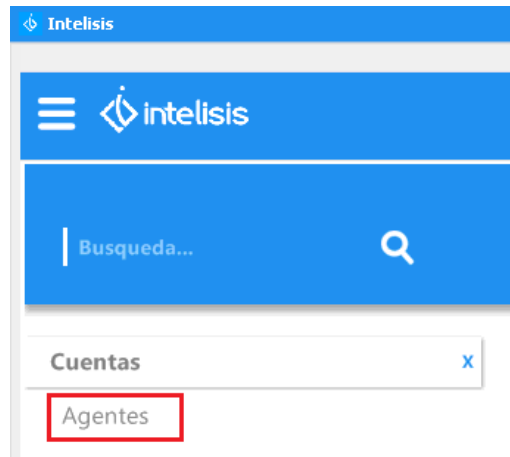 Intelisis
intelisis
Busqueda...
Cuentas x
Agentes